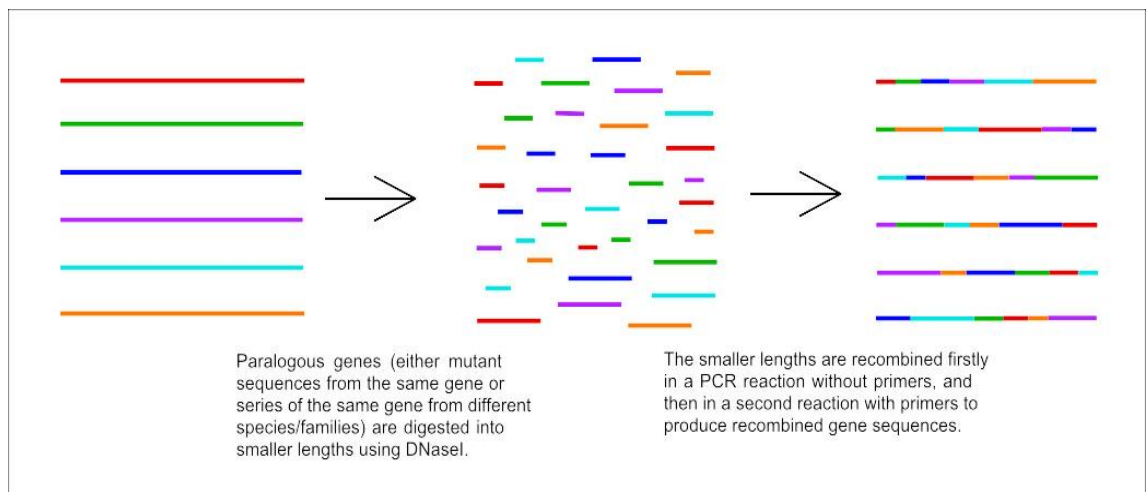 Paralogous genes (either mutant
sequences from the same gene or
series of the same gene from different
species/families) are digested into
smaller lengths using DNaseI.
The smaller lengths are recombined firstly
in a PCR reaction without primers, and
then in a second reaction with primers to
produce recombined gene sequences.